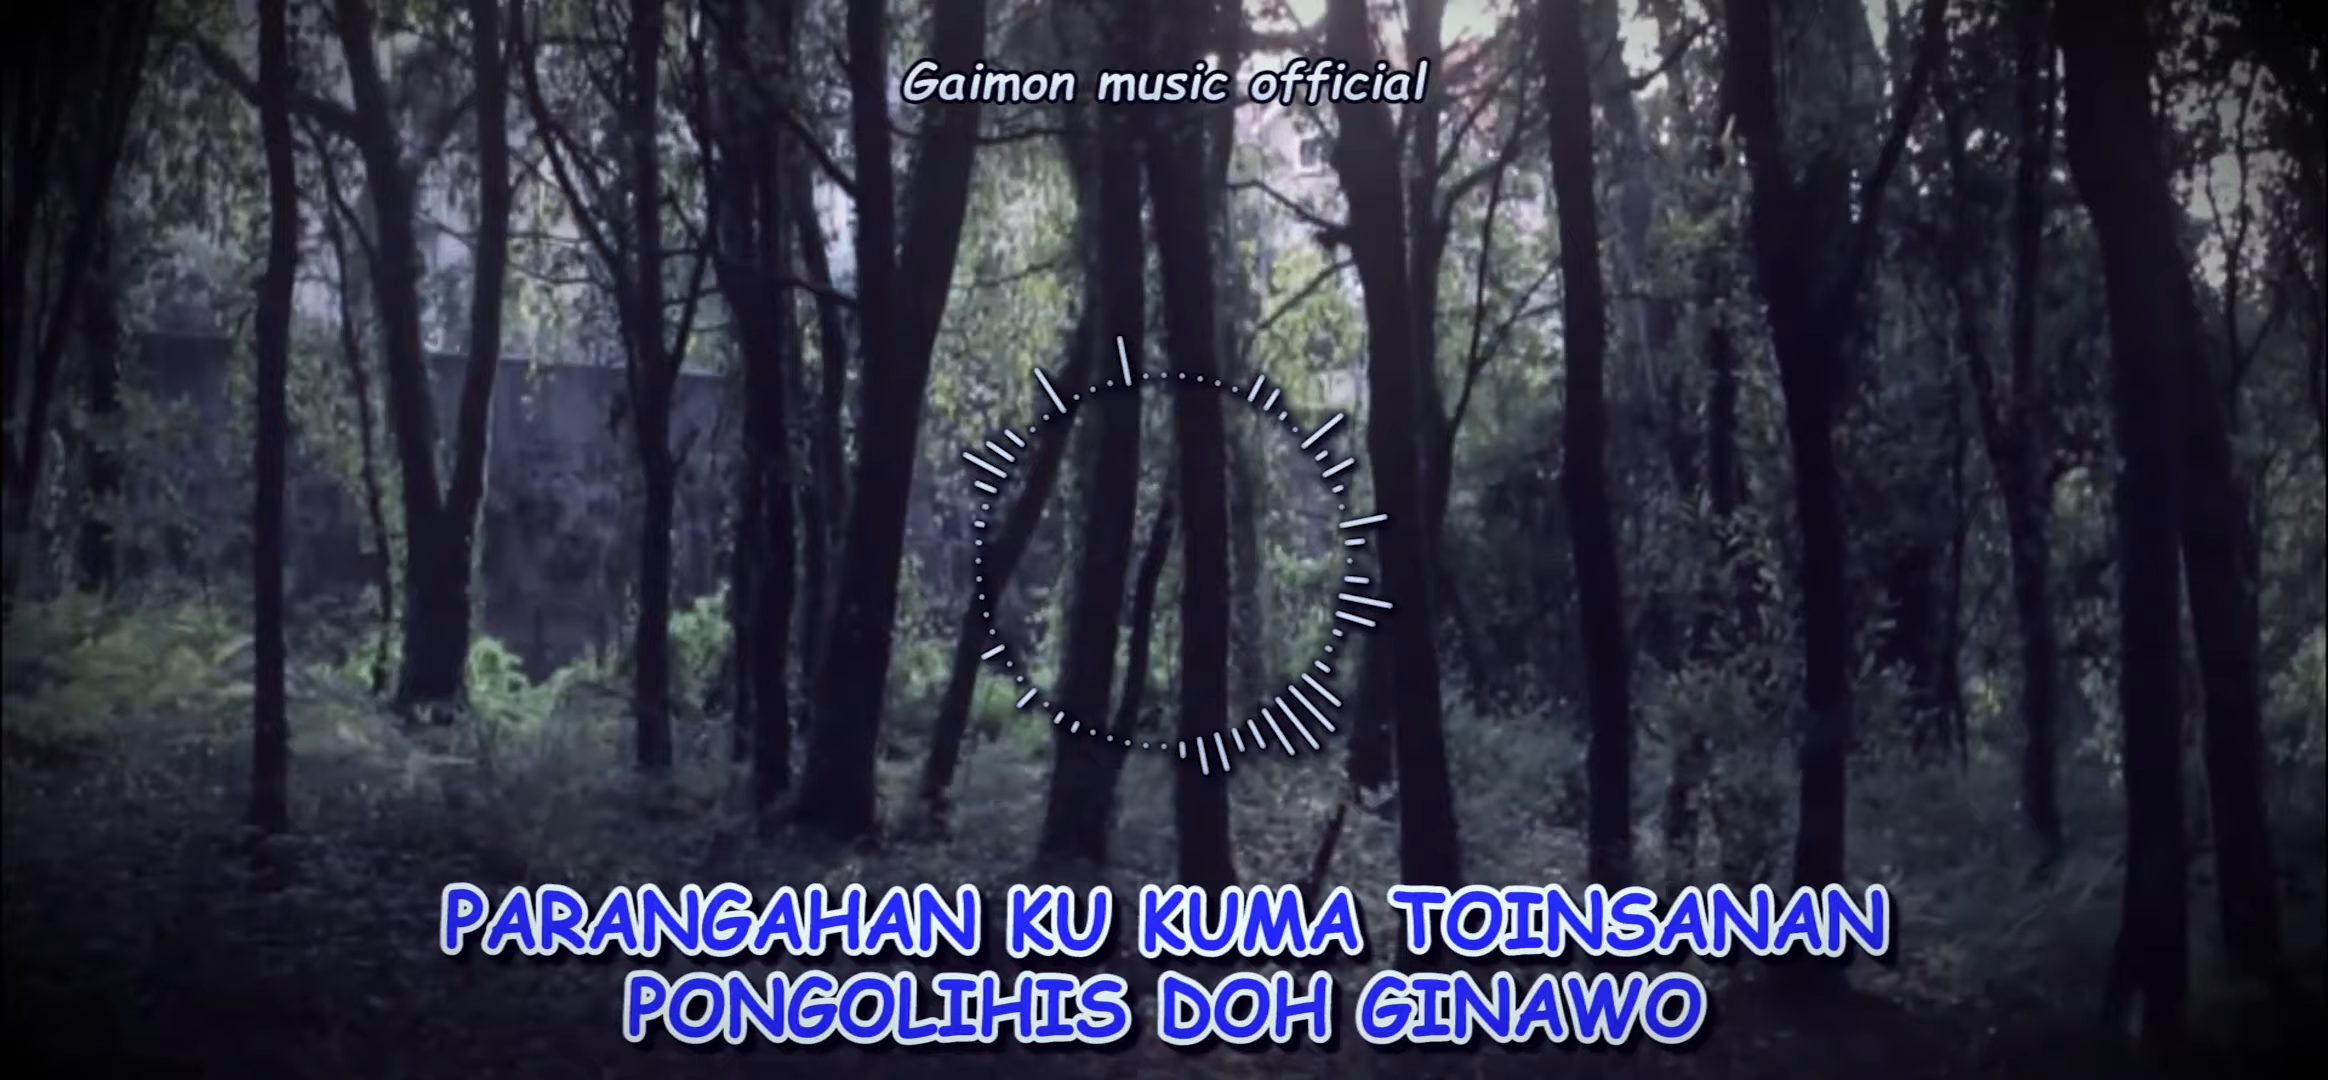 Gaimon music official
PARANGAHAN KU KUMA TOINSANAN
PONGOLIHIS DOH GINAWO